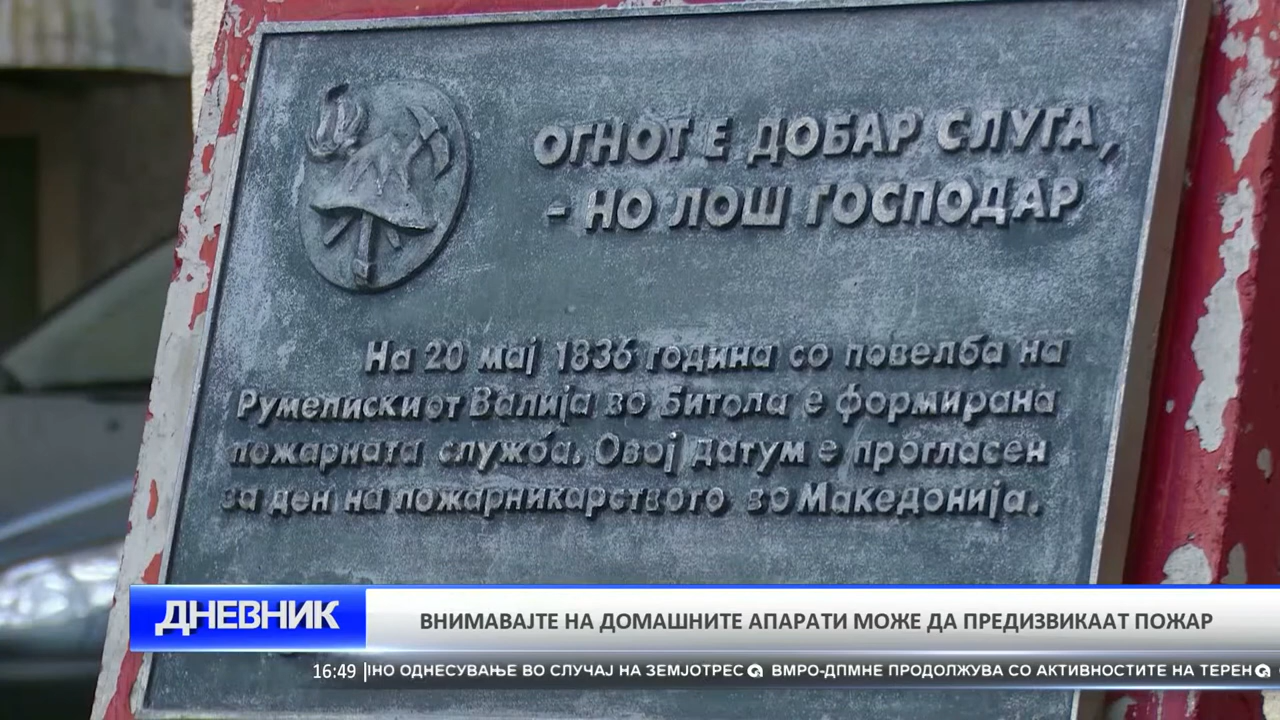 ОГНОТ Е ДОБАР СЛУГА,
- НО ЛОШ ГОСПОДАР
На 20 мај 1836 година со повелба на
Румелискиот Валија во Битола е формирана
пожарната служба. Овој датум е прогласен
за ден на пожарникарството во Македонија.
ДНЕВНИК
ВНИМАВАЈТЕ НА ДОМАШНИТЕ АПАРАТИ МОЖЕ ДА ПРЕДИЗВИКААТ ПОЖАР
16:49 НО ОДНЕСУВАЊЕ ВО СЛУЧАЈ НА ЗЕМЈОТРЕС ВМРО-ДПМНЕ ПРОДОЛЖУВА СО АКТИВНОСТИТЕ НА ТЕРЕН